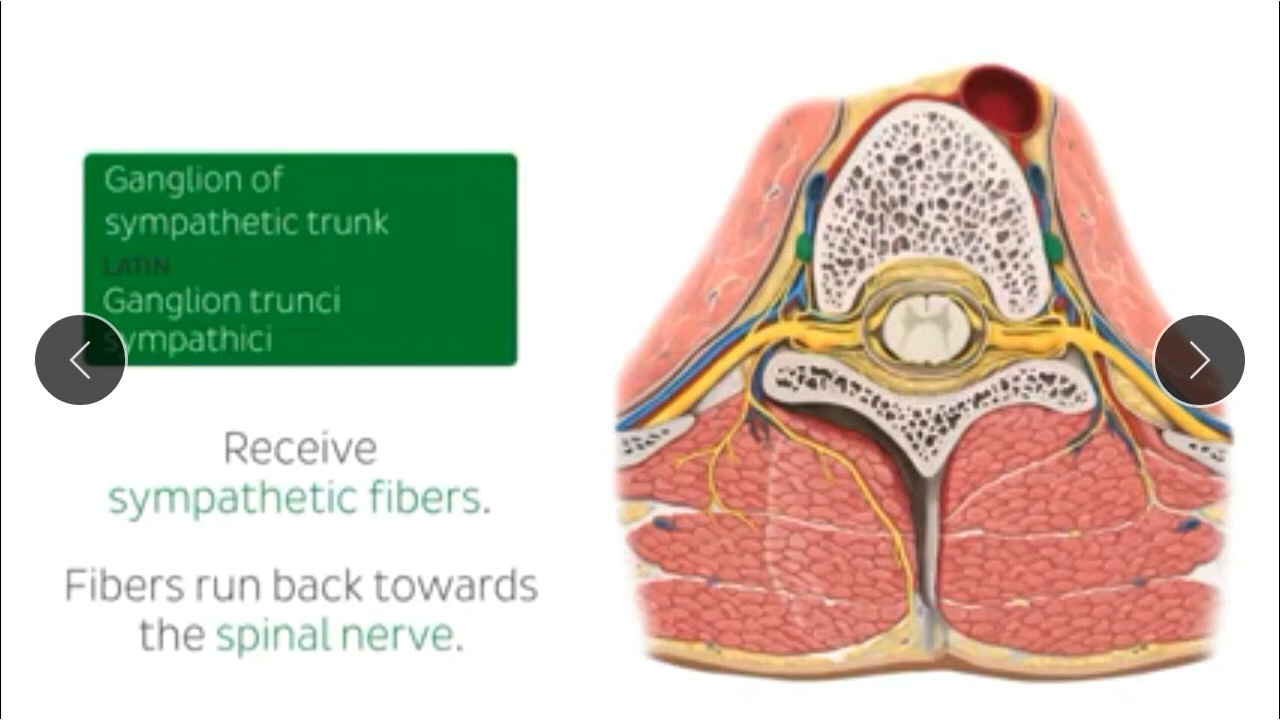 Ganglion of
sympathetic trunk
LATIN
Ganglion trunci
sympathici
Receive
sympathetic fibers.
Fibers run back towards
the spinal nerve.